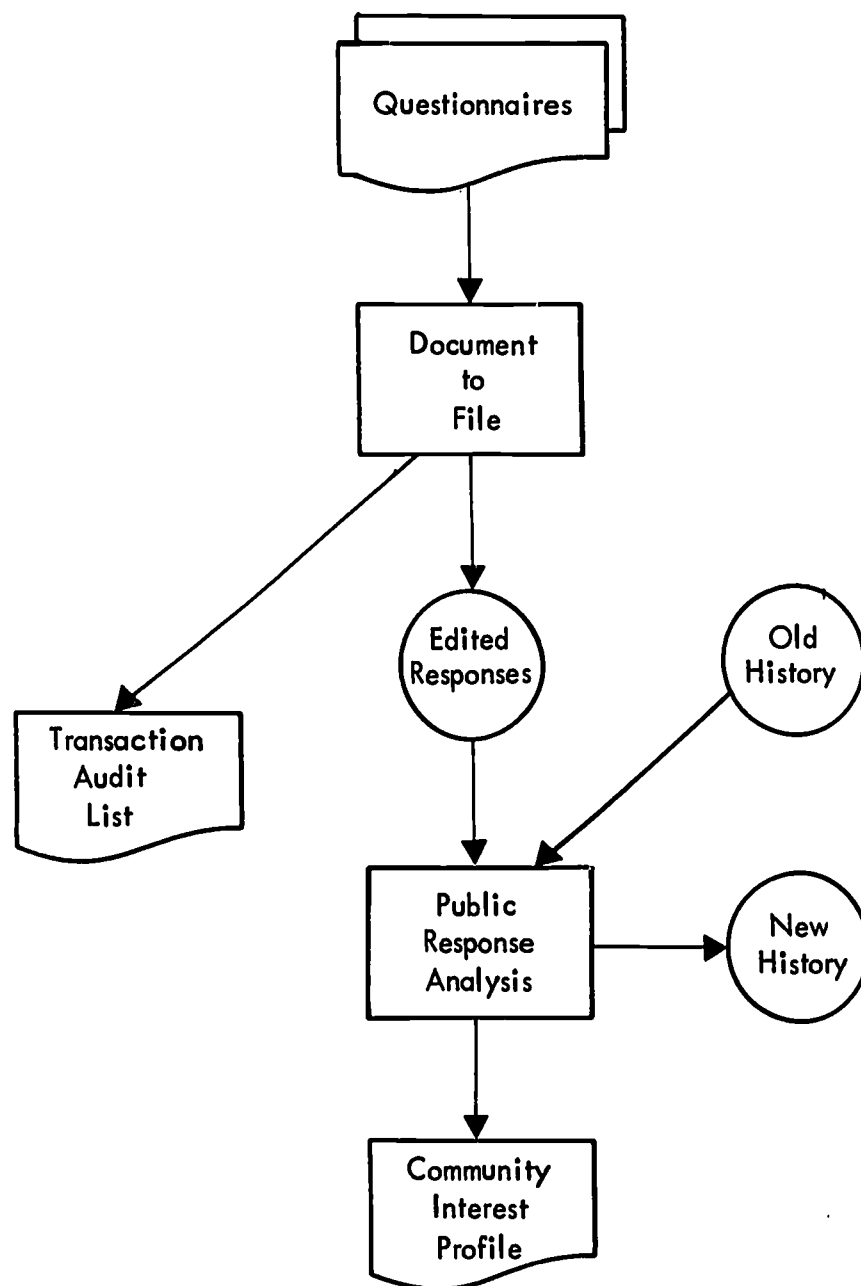 Questionnaires
Document
to
File
Edited
Responses
Old
History
Transaction
Audit
List
Public
Response
Analysis
New
History
Community
Interest
Profile